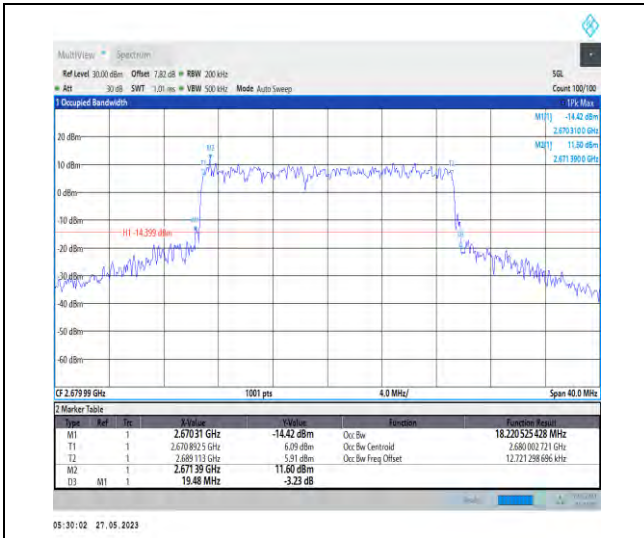 MultiView Spectrum
Ref Level 30.00 dBm Offset 7.82 dB RBW 200 kHz SGL
Att 30 dB SWT 1.01 ms VBW 500 kHz Mode Auto Sweep Count 100/100
1 Occupied Bandwidth 1Pk Max
M1[1] -14.42 dBm
2.670 310 0 GHz
M2[1] 11.60 dBm
2.671 390 0 GHz
20 dBm
M2
10 dBm
0 dBm
-10 dBm
H1 -14.399 dBm
-20 dBm
-30 dBm
-40 dBm
-50 dBm
-60 dBm
CF 2.679 99 GHz 1001 pts 4.0 MHz/ Span 40.0 MHz
2 Marker Table
Type Ref Trc X-Value Y-Value Function Function Result
M1 1 2.670 31 GHz -14.42 dBm Occ Bw 18.220 525 428 MHz
T1 1 2.670 892 5 GHz 6.09 dBm Occ Bw Centroid 2.680 002 721 GHz
T2 1 2.689 113 GHz 5.91 dBm Occ Bw Freq Offset 12.721 298 696 kHz
M2 1 2.671 39 GHz 11.60 dBm
D3 M1 1 19.48 MHz -3.23 dB
05:30:02 27.05.2023